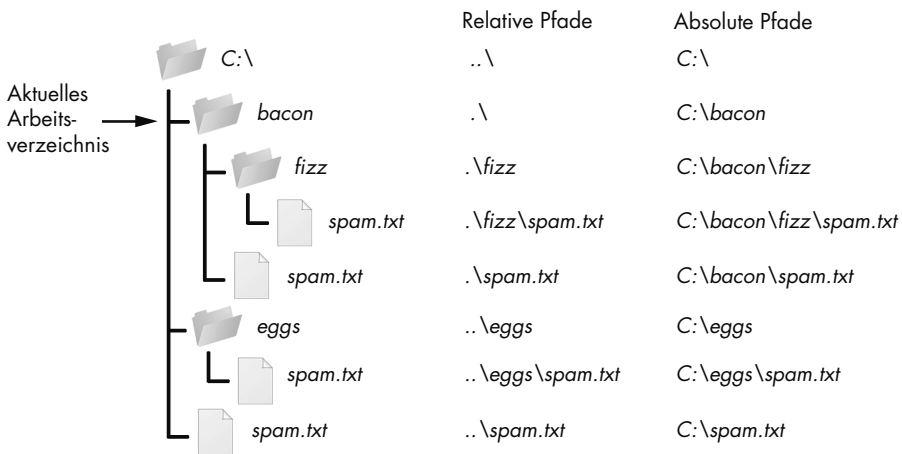 Relative Pfade Absolute Pfade
C:\ ..\ C:\
Aktuelles
Arbeits-
verzeichnis
bacon .\ C:\bacon
fizz .\fizz C:\bacon\fizz
spam.txt .\fizz\spam.txt C:\bacon\fizz\spam.txt
spam.txt .\spam.txt C:\bacon\spam.txt
eggs ..\eggs C:\eggs
spam.txt ..\eggs\spam.txt C:\eggs\spam.txt
spam.txt ..\spam.txt C:\spam.txt